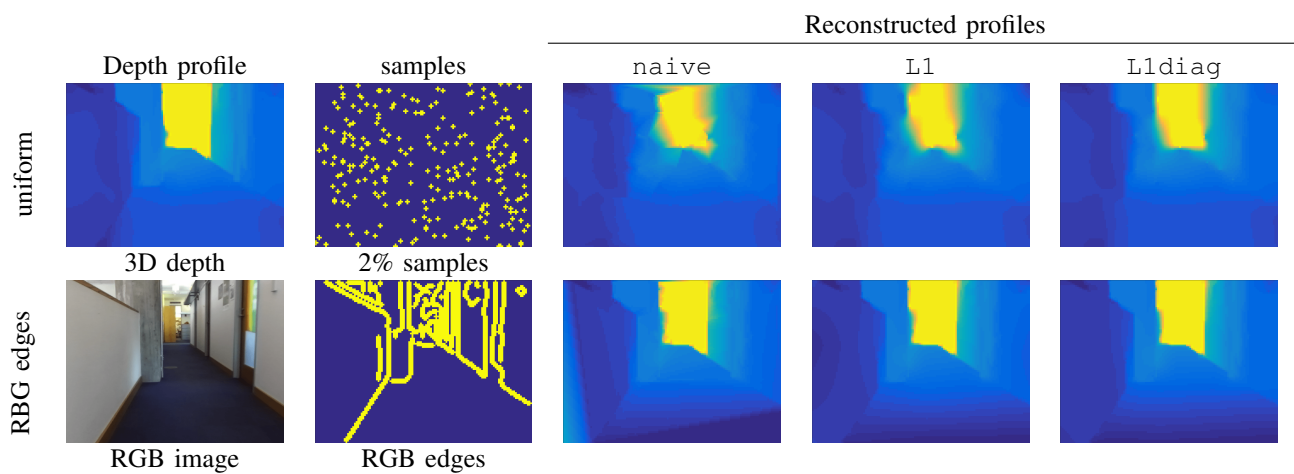 Reconstructed profiles
Depth profile samples naive L1 L1diag
uniform
3D depth 2% samples
RBG edges
RGB image RGB edges